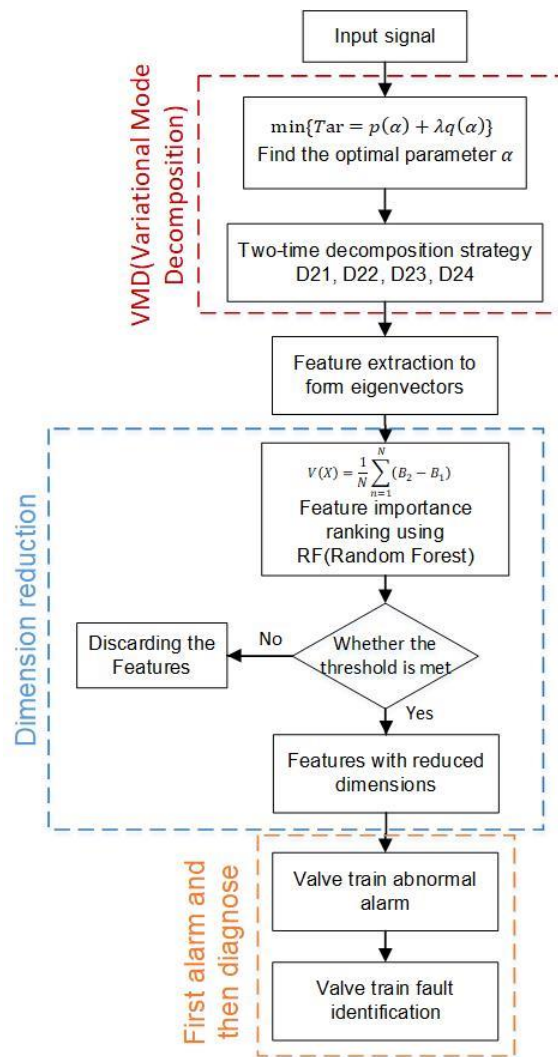 Input signal
VMD(Variational Mode
Decomposition)
min{Tar = p(α) + λq(α)}
Find the optimal parameter α
Two-time decomposition strategy
D21, D22, D23, D24
Feature extraction to
form eigenvectors
Dimension reduction
V(X) = 1/N ∑_{n=1}^{N} (B₂ − B₁)
Feature importance
ranking using
RF(Random Forest)
Whether the
threshold is met
No
Discarding the
Features
Yes
Features with reduced
dimensions
First alarm and
then diagnose
Valve train abnormal
alarm
Valve train fault
identification